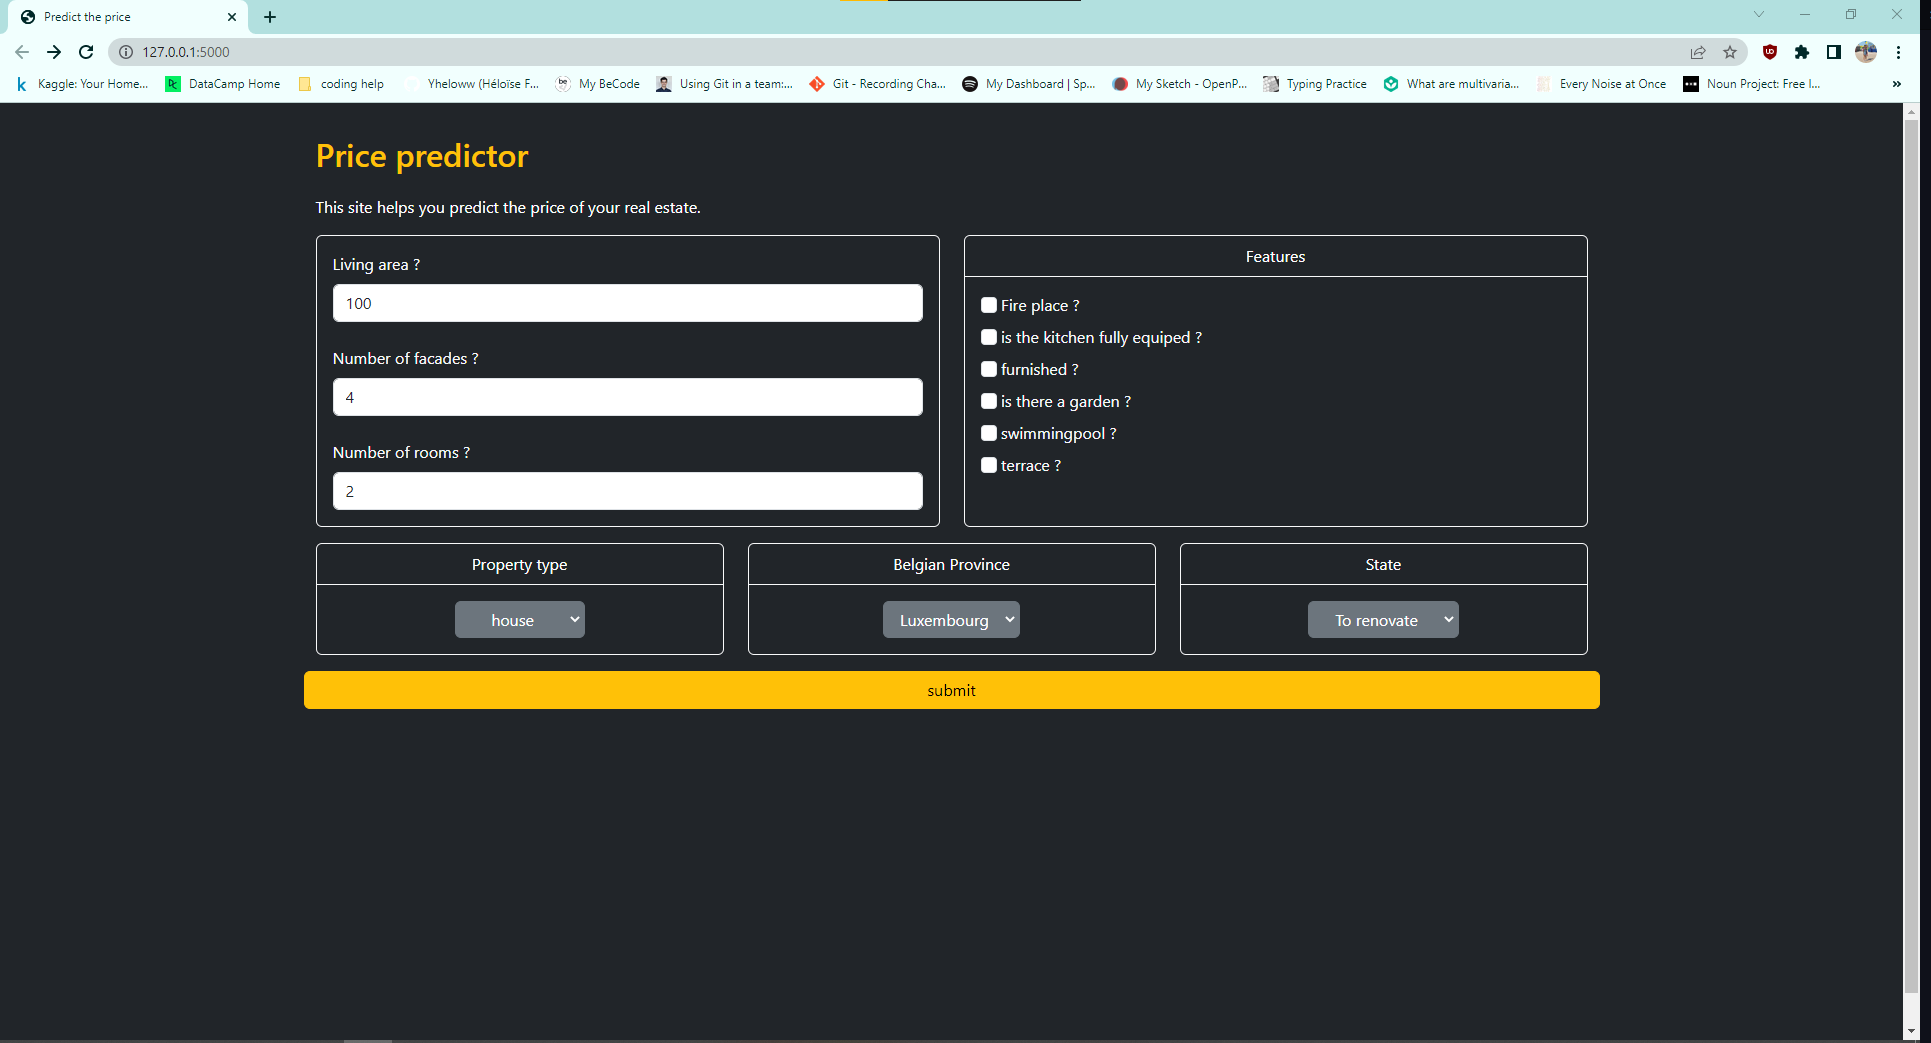 Predict the price
127.0.0.1:5000
Kaggle: Your Home... DataCamp Home coding help Yheloww (Héloïse F... My BeCode Using Git in a team:... Git - Recording Cha... My Dashboard | Sp... My Sketch - OpenP... Typing Practice What are multivaria... Every Noise at Once Noun Project: Free I... »
Price predictor
This site helps you predict the price of your real estate.
Living area ?
100
Number of facades ?
4
Number of rooms ?
2
Features
Fire place ?
is the kitchen fully equiped ?
furnished ?
is there a garden ?
swimmingpool ?
terrace ?
Property type
house
Belgian Province
Luxembourg
State
To renovate
submit